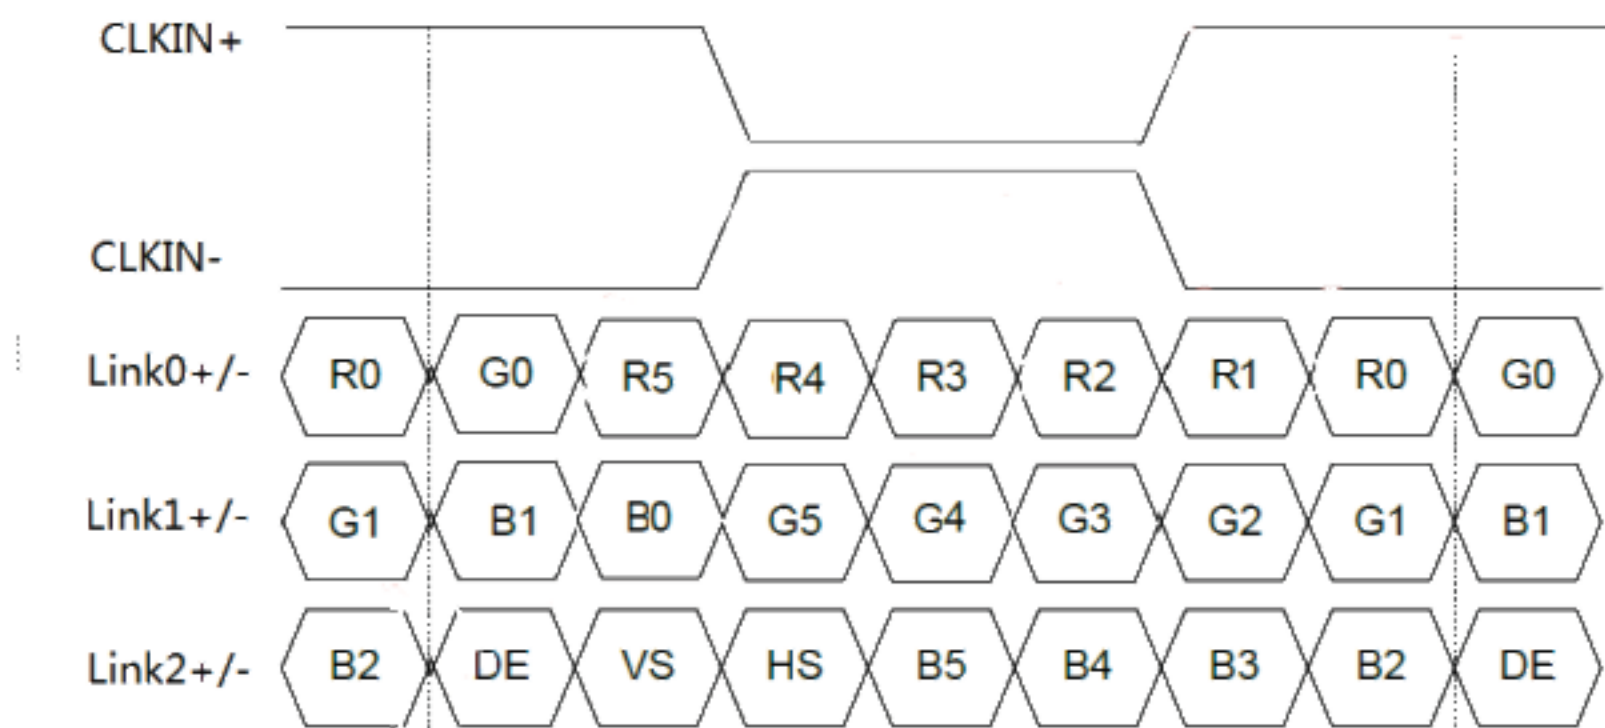 CLKIN+
CLKIN-
Link0+/- R0 G0 R5 R4 R3 R2 R1 R0 G0
Link1+/- G1 B1 B0 G5 G4 G3 G2 G1 B1
Link2+/- B2 DE VS HS B5 B4 B3 B2 DE